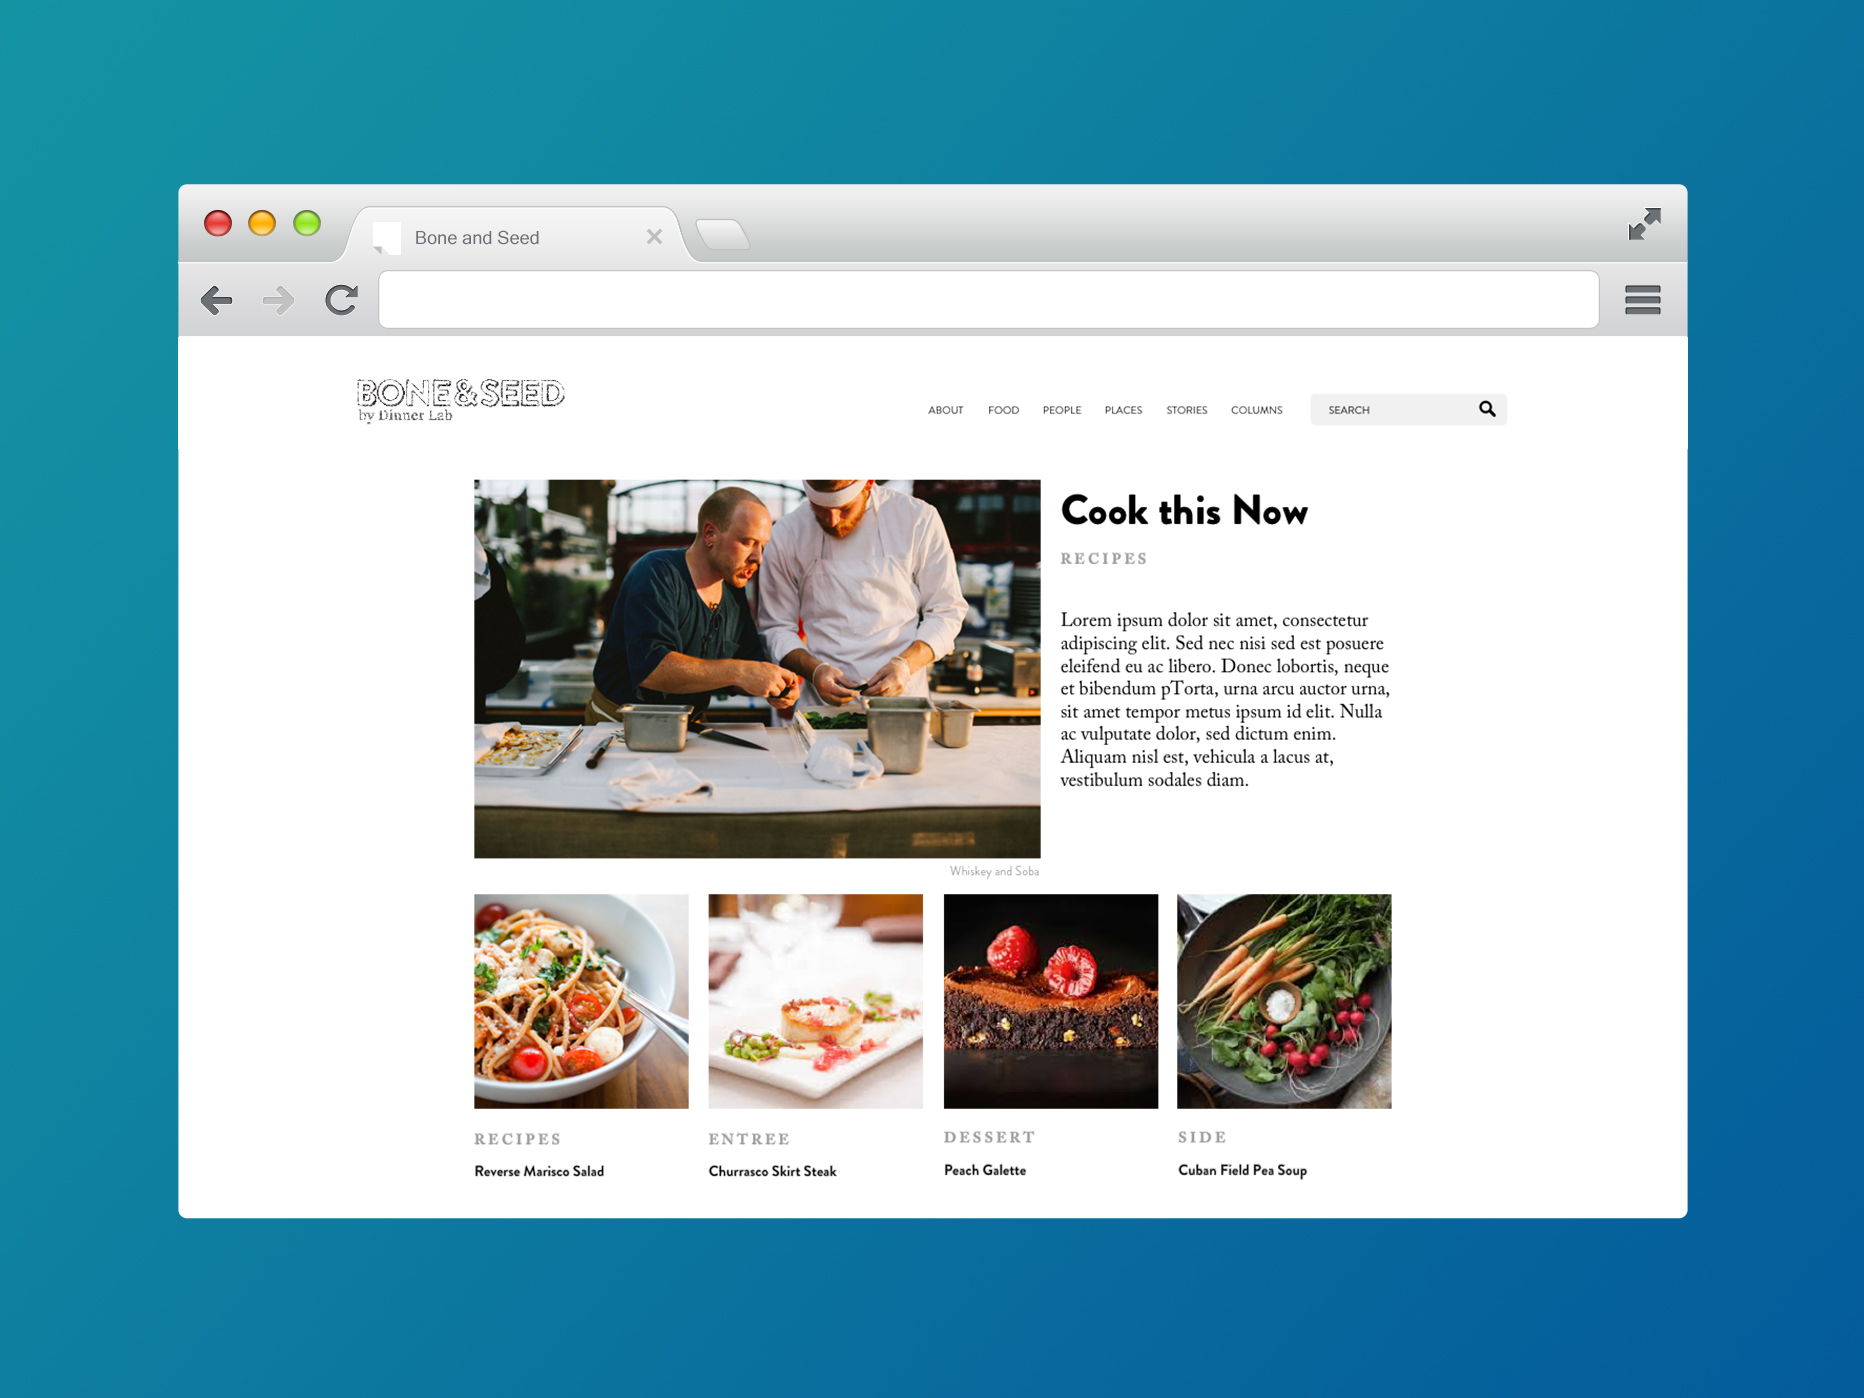 Bone and Seed
BONE&SEED
by Dinner Lab
ABOUT FOOD PEOPLE PLACES STORIES COLUMNS SEARCH
Cook this Now
RECIPES
Lorem ipsum dolor sit amet, consectetur
adipiscing elit. Sed nec nisi sed est posuere
eleifend eu ac libero. Donec lobortis, neque
et bibendum pTorta, urna arcu auctor urna,
sit amet tempor metus ipsum id elit. Nulla
ac vulputate dolor, sed dictum enim.
Aliquam nisl est, vehicula a lacus at,
vestibulum sodales diam.
Whiskey and Soba
RECIPES
Reverse Marisco Salad
ENTREE
Churrasco Skirt Steak
DESSERT
Peach Galette
SIDE
Cuban Field Pea Soup